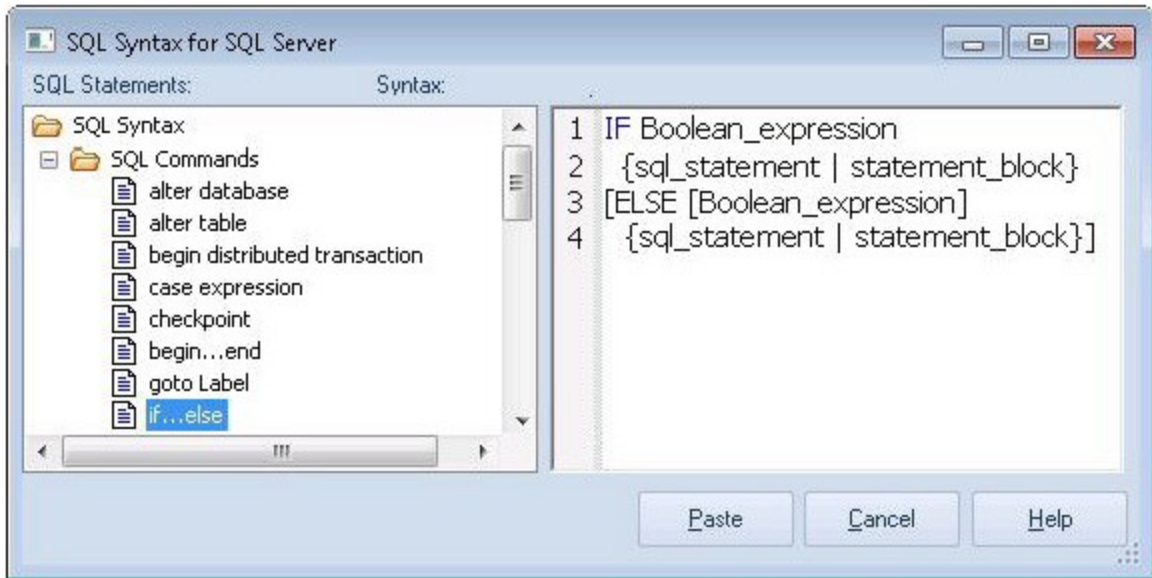 SQL Syntax for SQL Server
SQL Statements: Syntax:
SQL Syntax
SQL Commands
alter database
alter table
begin distributed transaction
case expression
checkpoint
begin...end
goto Label
if...else
1 IF Boolean_expression
2 {sql_statement | statement_block}
3 [ELSE [Boolean_expression]
4 {sql_statement | statement_block}]
Paste Cancel Help